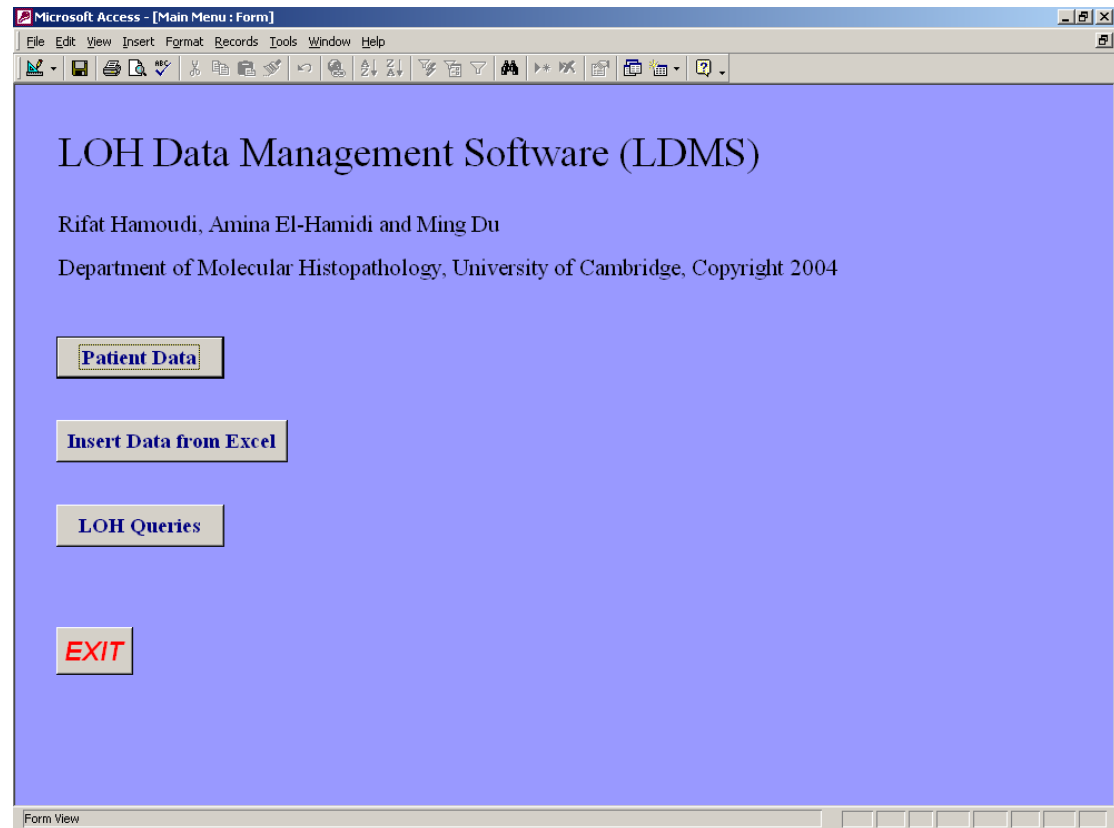 Microsoft Access - [Main Menu : Form]
File Edit View Insert Format Records Tools Window Help
LOH Data Management Software (LDMS)
Rifat Hamoudi, Amina El-Hamidi and Ming Du
Department of Molecular Histopathology, University of Cambridge, Copyright 2004
Patient Data
Insert Data from Excel
LOH Queries
EXIT
Form View